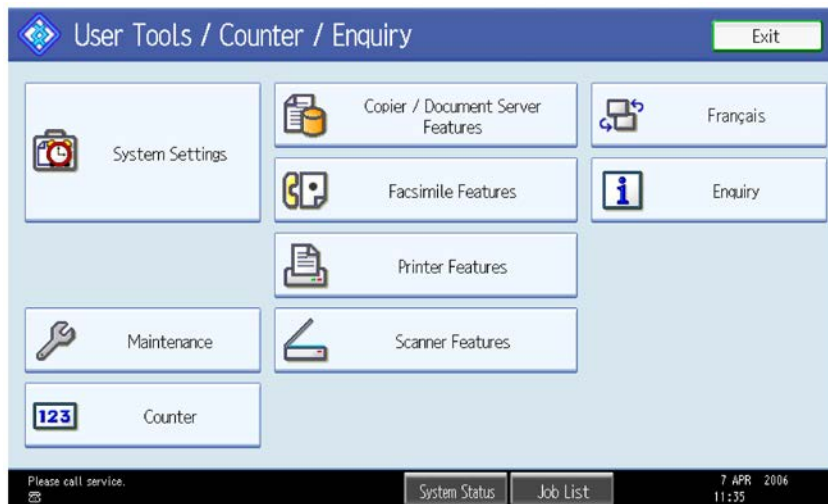 User Tools / Counter / Enquiry
Exit
System Settings
Copier / Document Server
Features
Français
Facsimile Features
Enquiry
Printer Features
Maintenance
Scanner Features
123
Counter
Please call service.
System Status
Job List
7 APR 2006
11:35